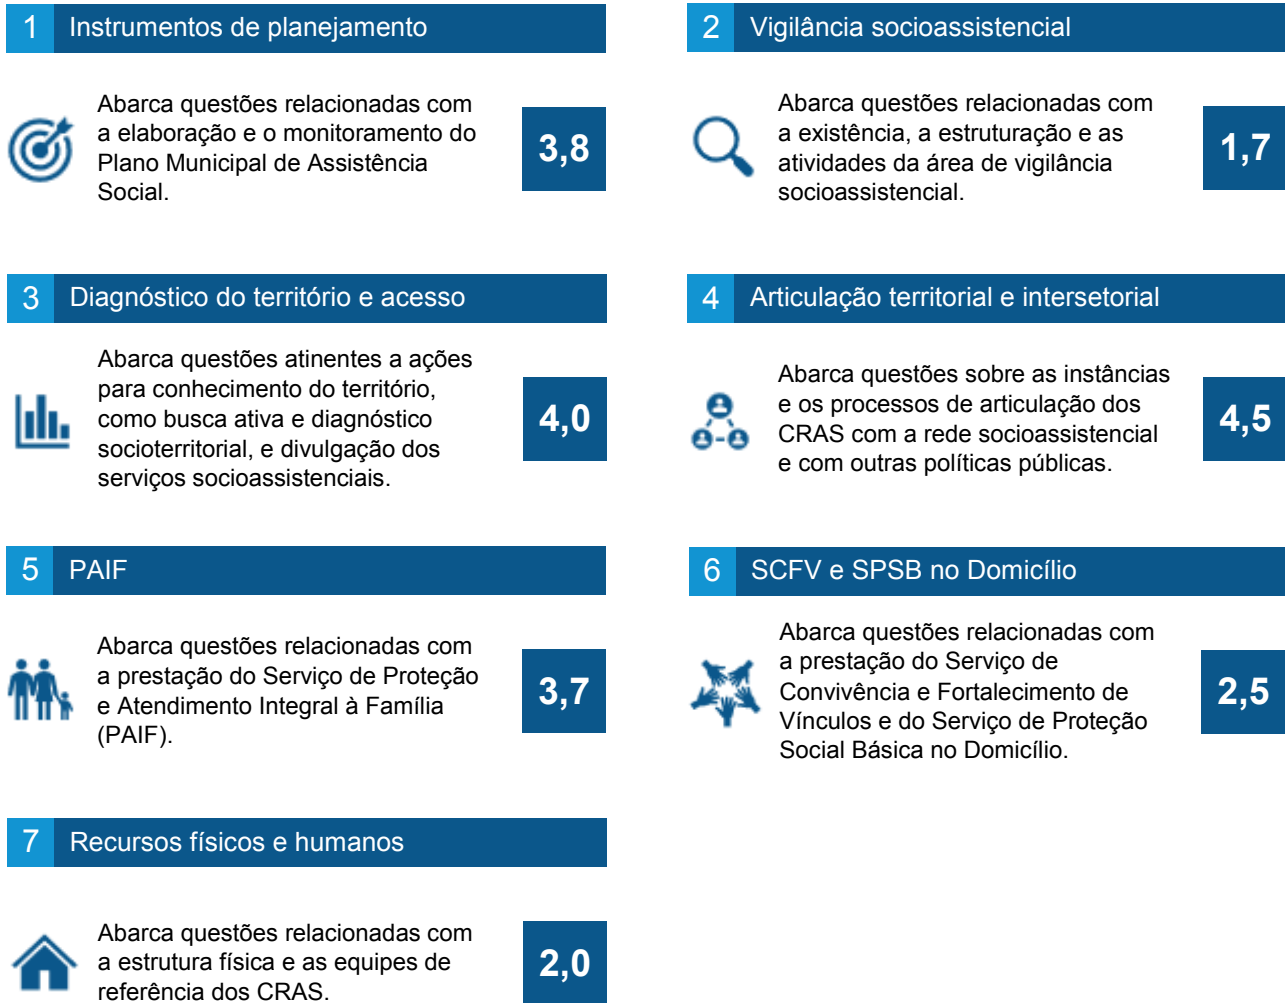 1 Instrumentos de planejamento
Abarca questões relacionadas com
a elaboração e o monitoramento do
Plano Municipal de Assistência
Social.
3,8
2 Vigilância socioassistencial
Abarca questões relacionadas com
a existência, a estruturação e as
atividades da área de vigilância
socioassistencial.
1,7
3 Diagnóstico do território e acesso
Abarca questões atinentes a ações
para conhecimento do território,
como busca ativa e diagnóstico
socioterritorial, e divulgação dos
serviços socioassistenciais.
4,0
4 Articulação territorial e intersetorial
Abarca questões sobre as instâncias
e os processos de articulação dos
CRAS com a rede socioassistencial
e com outras políticas públicas.
4,5
5 PAIF
Abarca questões relacionadas com
a prestação do Serviço de Proteção
e Atendimento Integral à Família
(PAIF).
3,7
6 SCFV e SPSB no Domicílio
Abarca questões relacionadas com
a prestação do Serviço de
Convivência e Fortalecimento de
Vínculos e do Serviço de Proteção
Social Básica no Domicílio.
2,5
7 Recursos físicos e humanos
Abarca questões relacionadas com
a estrutura física e as equipes de
referência dos CRAS.
2,0